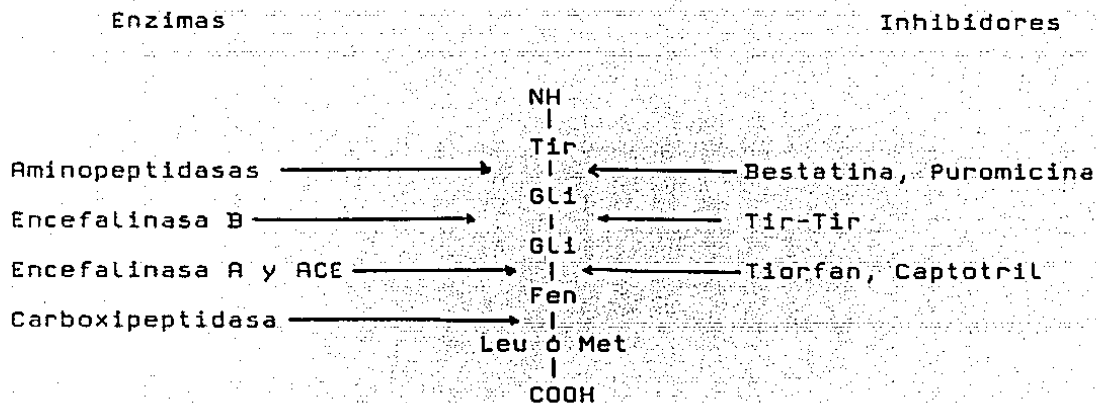 Enzimas Inhibidores
NH
Tir
Aminopeptidasas Bestatina, Puromicina
Gli
Encefalinasa B Tir-Tir
Gli
Encefalinasa A y ACE Tiorfan, Captotril
Fen
Carboxipeptidasa
Leu ó Met
COOH